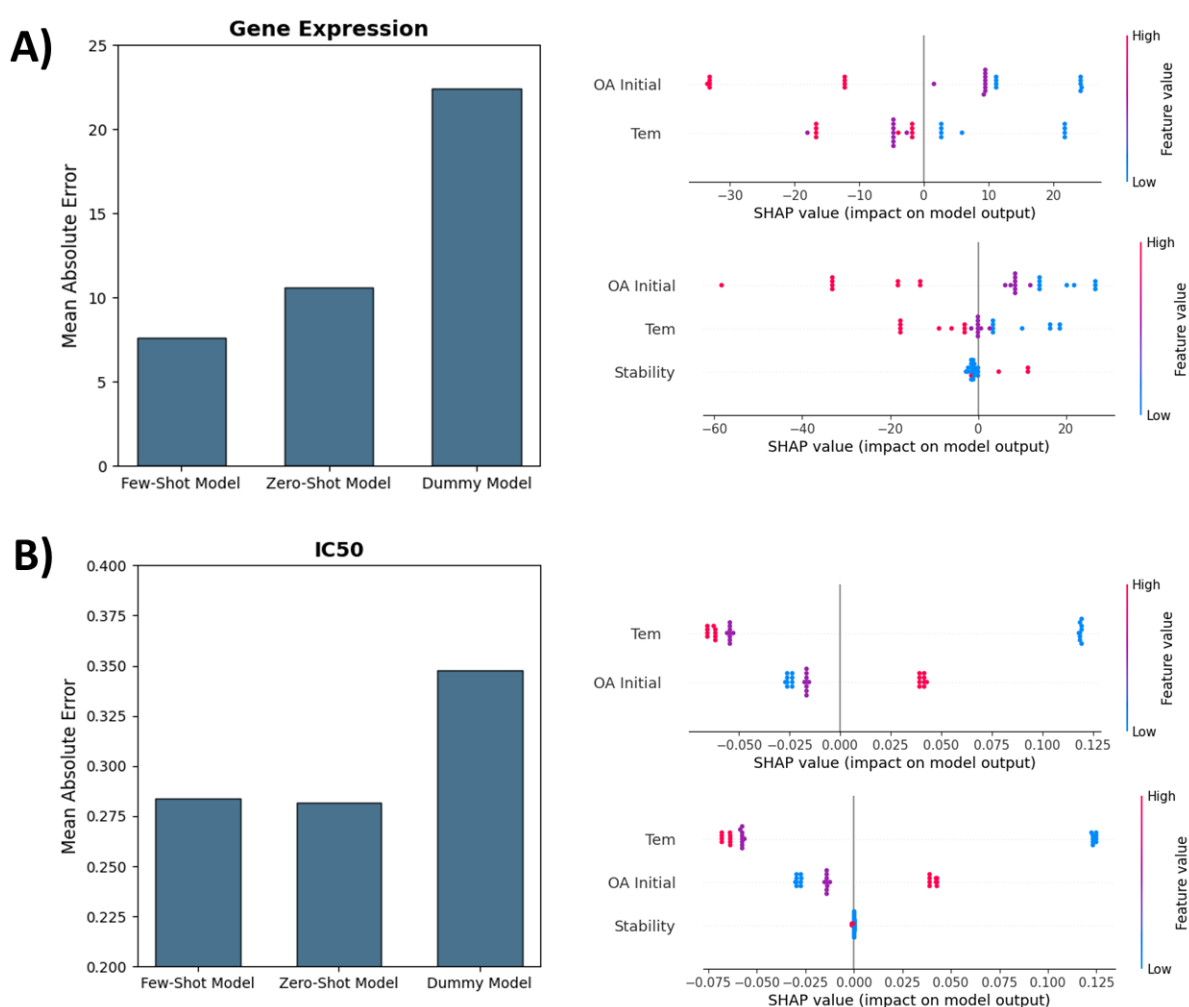 A)
Gene Expression
Mean Absolute Error
25
20
15
10
5
0
Few-Shot Model Zero-Shot Model Dummy Model
High
OA Initial
Tem
Feature value
Low
−30 −20 −10 0 10 20
SHAP value (impact on model output)
High
OA Initial
Tem
Stability
Feature value
Low
−60 −40 −20 0 20
SHAP value (impact on model output)
B)
IC50
Mean Absolute Error
0.400
0.375
0.350
0.325
0.300
0.275
0.250
0.225
0.200
Few-Shot Model Zero-Shot Model Dummy Model
High
Tem
OA Initial
Feature value
Low
−0.050 −0.025 0.000 0.025 0.050 0.075 0.100 0.125
SHAP value (impact on model output)
High
Tem
OA Initial
Stability
Feature value
Low
−0.075 −0.050 −0.025 0.000 0.025 0.050 0.075 0.100 0.125
SHAP value (impact on model output)